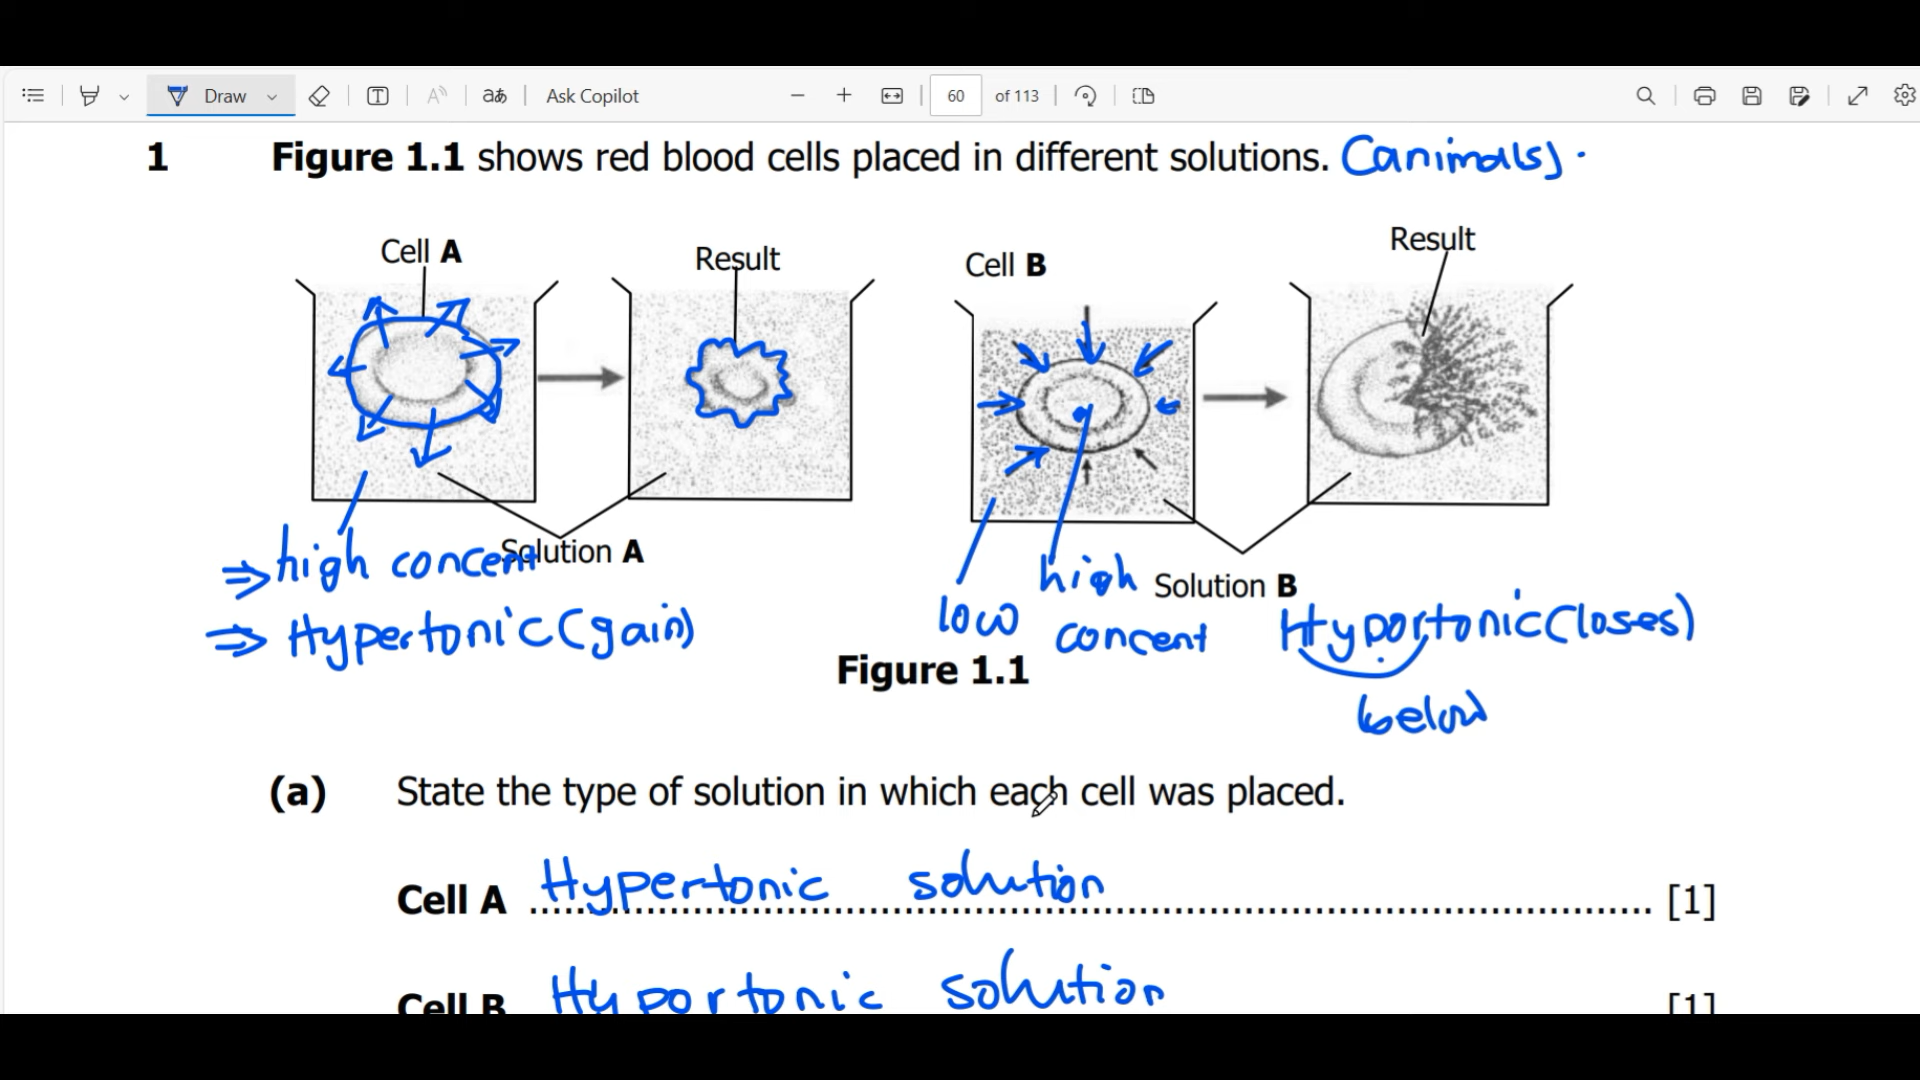 Draw
Ask Copilot
60 of 113
1 Figure 1.1 shows red blood cells placed in different solutions. (animals).
Cell A
Result
Cell B
Result
Solution A
⇒ high concent
Solution B
high
low
concent
⇒ Hypertonic (gain)
Hyportonic (loses)
Figure 1.1
below
(a) State the type of solution in which each cell was placed.
Cell A Hypertonic solution [1]
Cell B Hyportonic solution [1]